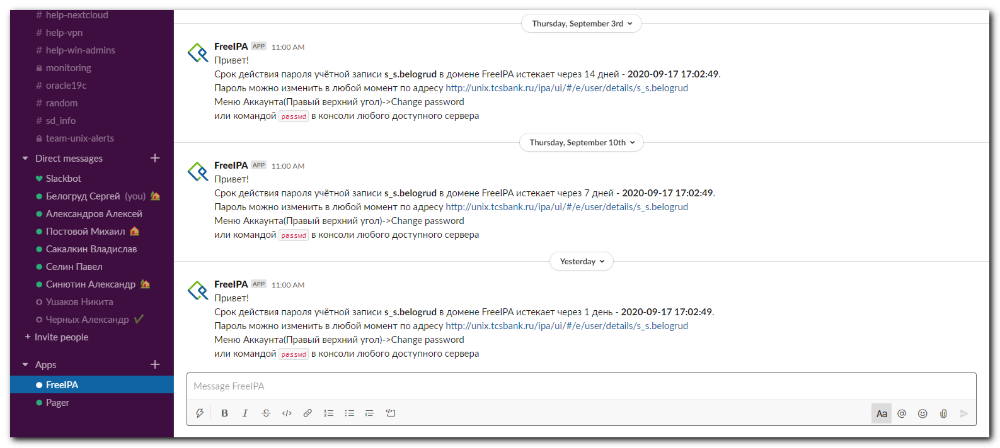 # help-nextcloud
# help-vpn
# help-win-admins
monitoring
# oracle19c
# random
# sd_info
team-unix-alerts
Direct messages +
Slackbot
Белогруд Сергей (you)
Александров Алексей
Постовой Михаил
Сакалкин Владислав
Селин Павел
Синютин Александр
Ушаков Никита
Черных Александр
+ Invite people
Apps +
FreeIPA
Pager
Thursday, September 3rd
FreeIPA APP 11:00 AM
Привет!
Срок действия пароля учётной записи s_s.belogrud в домене FreeIPA истекает через 14 дней - 2020-09-17 17:02:49.
Пароль можно изменить в любой момент по адресу http://unix.tcsbank.ru/ipa/ui/#/e/user/details/s_s.belogrud
Меню Аккаунта(Правый верхний угол)->Change password
или командой passwd в консоли любого доступного сервера
Thursday, September 10th
FreeIPA APP 11:00 AM
Привет!
Срок действия пароля учётной записи s_s.belogrud в домене FreeIPA истекает через 7 дней - 2020-09-17 17:02:49.
Пароль можно изменить в любой момент по адресу http://unix.tcsbank.ru/ipa/ui/#/e/user/details/s_s.belogrud
Меню Аккаунта(Правый верхний угол)->Change password
или командой passwd в консоли любого доступного сервера
Yesterday
FreeIPA APP 11:00 AM
Привет!
Срок действия пароля учётной записи s_s.belogrud в домене FreeIPA истекает через 1 день - 2020-09-17 17:02:49.
Пароль можно изменить в любой момент по адресу http://unix.tcsbank.ru/ipa/ui/#/e/user/details/s_s.belogrud
Меню Аккаунта(Правый верхний угол)->Change password
или командой passwd в консоли любого доступного сервера
Message FreeIPA
B I S </> Aa @